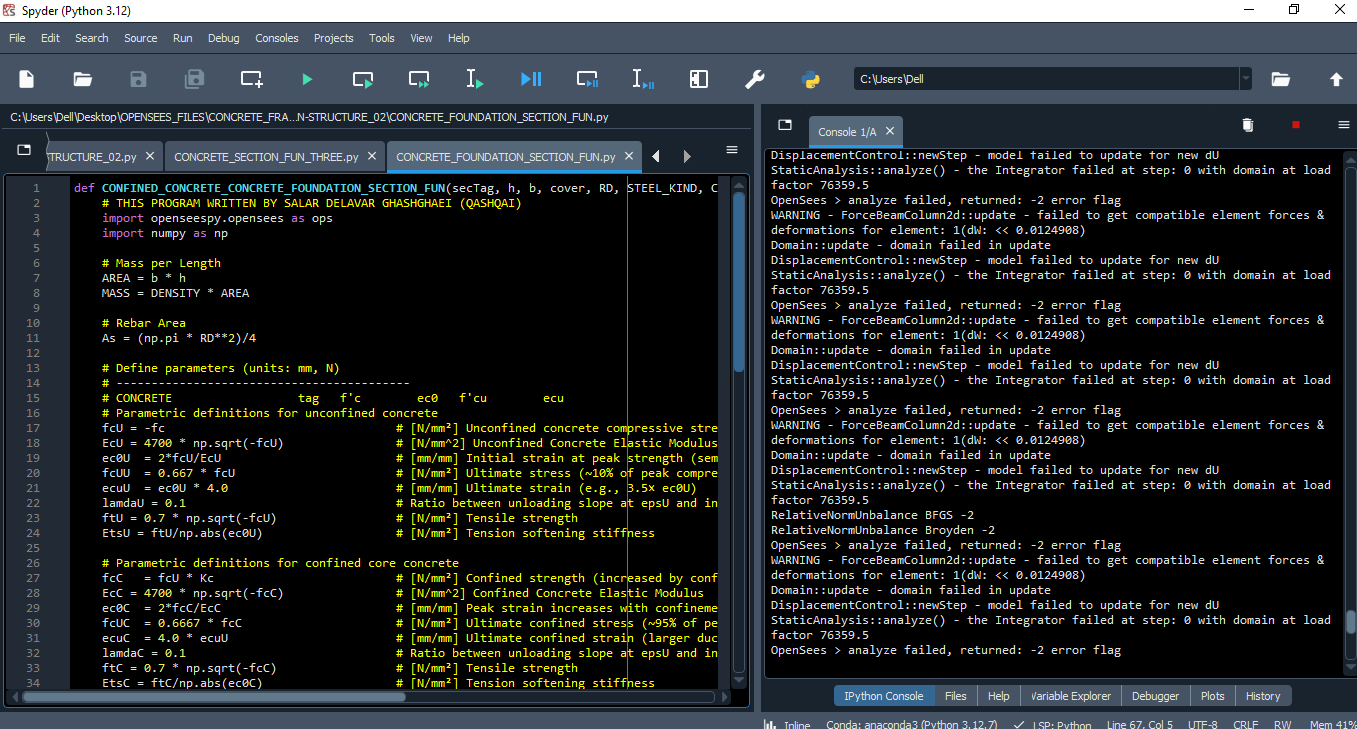 Spyder (Python 3.12)
File Edit Search Source Run Debug Consoles Projects Tools View Help
C:\Users\Dell
C:\Users\Dell\Desktop\OPENSEES_FILES\CONCRETE_FRA...N-STRUCTURE_02\CONCRETE_FOUNDATION_SECTION_FUN.py
TRUCTURE_02.py CONCRETE_SECTION_FUN_THREE.py CONCRETE_FOUNDATION_SECTION_FUN.py
1 def CONFINED_CONCRETE_CONCRETE_FOUNDATION_SECTION_FUN(secTag, h, b, cover, RD, STEEL_KIND, C
2 # THIS PROGRAM WRITTEN BY SALAR DELAVAR GHASHGHAEI (QASHQAI)
3 import openseespy.opensees as ops
4 import numpy as np
5
6 # Mass per Length
7 AREA = b * h
8 MASS = DENSITY * AREA
9
10 # Rebar Area
11 As = (np.pi * RD**2)/4
12
13 # Define parameters (units: mm, N)
14 # ------------------------------------------
15 # CONCRETE tag f'c ec0 f'cu ecu
16 # Parametric definitions for unconfined concrete
17 fcU = -fc # [N/mm²] Unconfined concrete compressive stre
18 EcU = 4700 * np.sqrt(-fcU) # [N/mm^2] Unconfined Concrete Elastic Modulus
19 ec0U = 2*fcU/EcU # [mm/mm] Initial strain at peak strength (sem
20 fcUU = 0.667 * fcU # [N/mm²] Ultimate stress (~10% of peak compre
21 ecuU = ec0U * 4.0 # [mm/mm] Ultimate strain (e.g., 3.5× ec0U)
22 lamdaU = 0.1 # Ratio between unloading slope at epsU and in
23 ftU = 0.7 * np.sqrt(-fcU) # [N/mm²] Tensile strength
24 EtsU = ftU/np.abs(ec0U) # [N/mm²] Tension softening stiffness
25
26 # Parametric definitions for confined core concrete
27 fcC = fcU * Kc # [N/mm²] Confined strength (increased by conf
28 EcC = 4700 * np.sqrt(-fcC) # [N/mm^2] Confined Concrete Elastic Modulus
29 ec0C = 2*fcC/EcC # [mm/mm] Peak strain increases with confineme
30 fcUC = 0.6667 * fcC # [N/mm²] Ultimate confined stress (~95% of pe
31 ecuC = 4.0 * ecuU # [mm/mm] Ultimate confined strain (larger duc
32 lamdaC = 0.1 # Ratio between unloading slope at epsU and in
33 ftC = 0.7 * np.sqrt(-fcC) # [N/mm²] Tensile strength
34 EtsC = ftC/np.abs(ec0C) # [N/mm²] Tension softening stiffness
Console 1/A
DisplacementControl::newStep - model failed to update for new dU
StaticAnalysis::analyze() - the Integrator failed at step: 0 with domain at load
factor 76359.5
OpenSees > analyze failed, returned: -2 error flag
WARNING - ForceBeamColumn2d::update - failed to get compatible element forces &
deformations for element: 1(dW: << 0.0124908)
Domain::update - domain failed in update
DisplacementControl::newStep - model failed to update for new dU
StaticAnalysis::analyze() - the Integrator failed at step: 0 with domain at load
factor 76359.5
OpenSees > analyze failed, returned: -2 error flag
WARNING - ForceBeamColumn2d::update - failed to get compatible element forces &
deformations for element: 1(dW: << 0.0124908)
Domain::update - domain failed in update
DisplacementControl::newStep - model failed to update for new dU
StaticAnalysis::analyze() - the Integrator failed at step: 0 with domain at load
factor 76359.5
OpenSees > analyze failed, returned: -2 error flag
WARNING - ForceBeamColumn2d::update - failed to get compatible element forces &
deformations for element: 1(dW: << 0.0124908)
Domain::update - domain failed in update
DisplacementControl::newStep - model failed to update for new dU
StaticAnalysis::analyze() - the Integrator failed at step: 0 with domain at load
factor 76359.5
RelativeNormUnbalance BFGS -2
RelativeNormUnbalance Broyden -2
OpenSees > analyze failed, returned: -2 error flag
WARNING - ForceBeamColumn2d::update - failed to get compatible element forces &
deformations for element: 1(dW: << 0.0124908)
Domain::update - domain failed in update
DisplacementControl::newStep - model failed to update for new dU
StaticAnalysis::analyze() - the Integrator failed at step: 0 with domain at load
factor 76359.5
OpenSees > analyze failed, returned: -2 error flag
IPython Console Files Help Variable Explorer Debugger Plots History
Inline Conda: anaconda3 (Python 3.12.7) LSP: Python Line 67, Col 5 UTF-8 CRLF RW Mem 41%